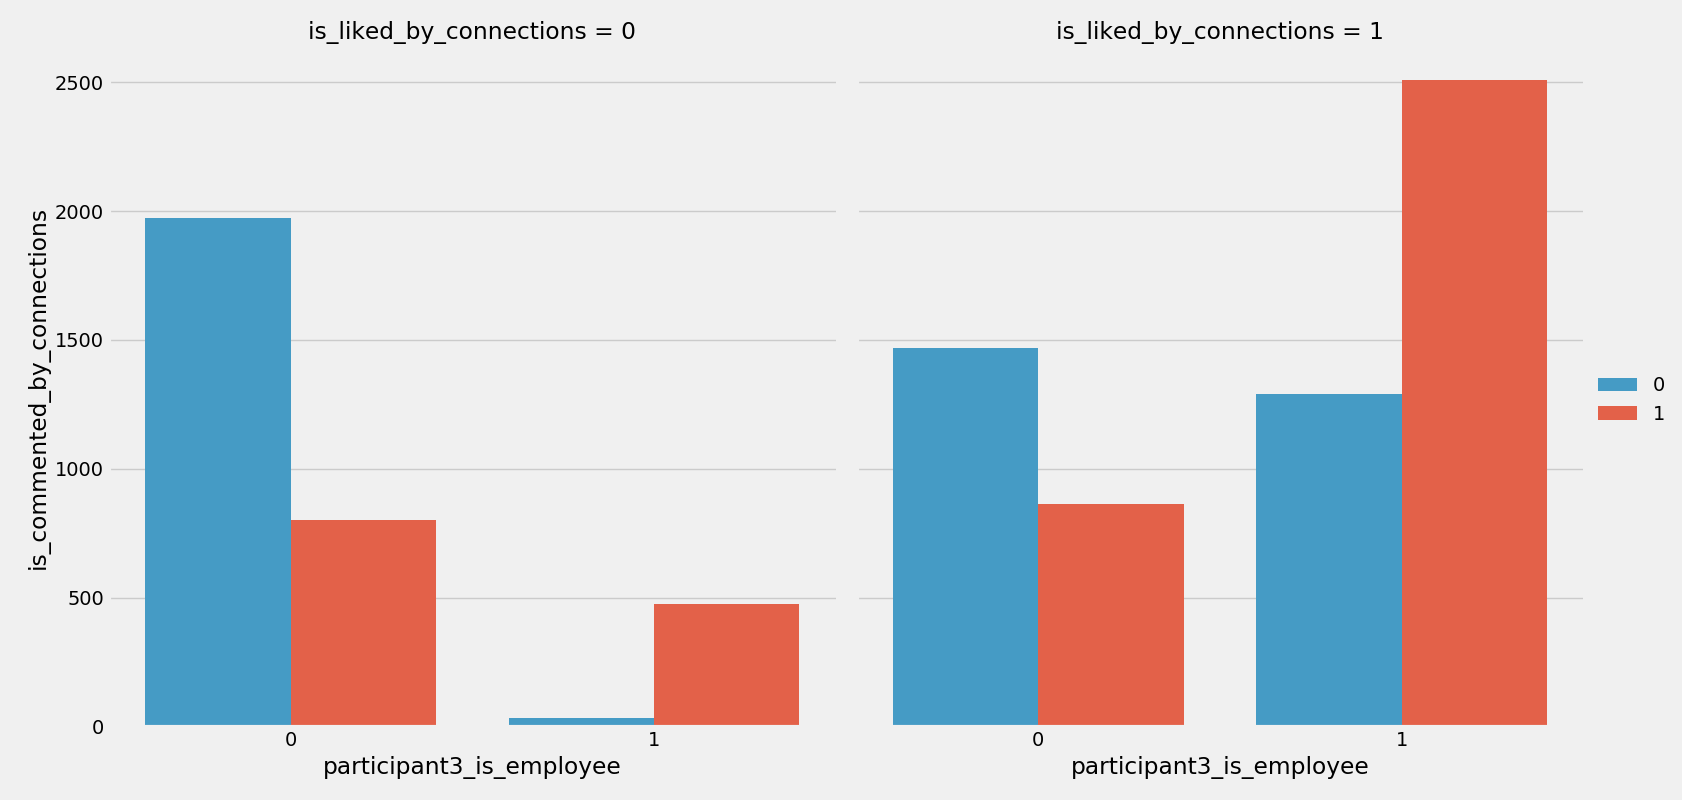 is_liked_by_connections = 0
is_liked_by_connections = 1
is_commented_by_connections
2500
2000
1500
1000
500
0
0
1
0
1
participant3_is_employee
participant3_is_employee
0
1